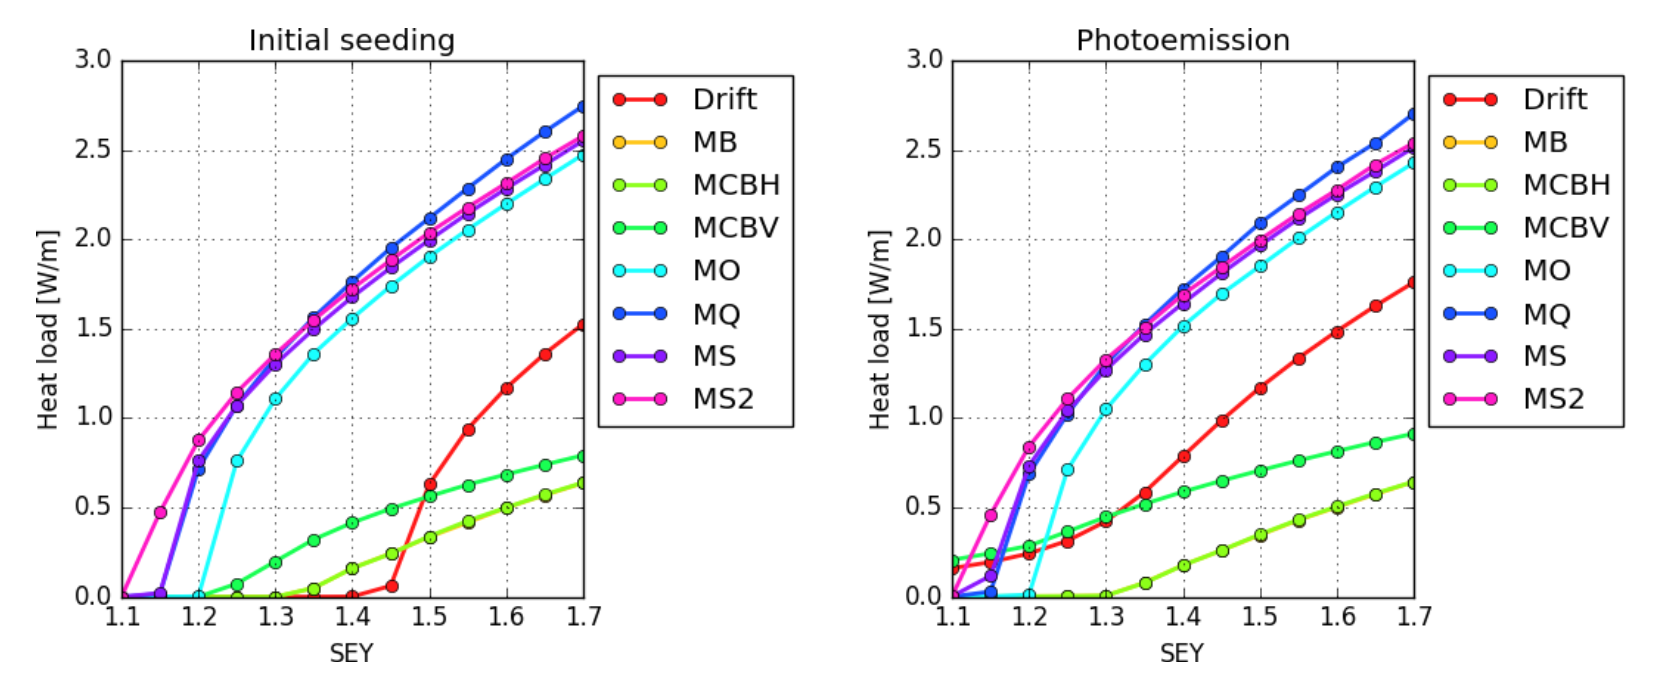 Initial seeding
3.0
2.5
2.0
1.5
1.0
0.5
0.0
Heat load [W/m]
1.1 1.2 1.3 1.4 1.5 1.6 1.7
SEY
Drift
MB
MCBH
MCBV
MO
MQ
MS
MS2
Photoemission
3.0
2.5
2.0
1.5
1.0
0.5
0.0
Heat load [W/m]
1.1 1.2 1.3 1.4 1.5 1.6 1.7
SEY
Drift
MB
MCBH
MCBV
MO
MQ
MS
MS2